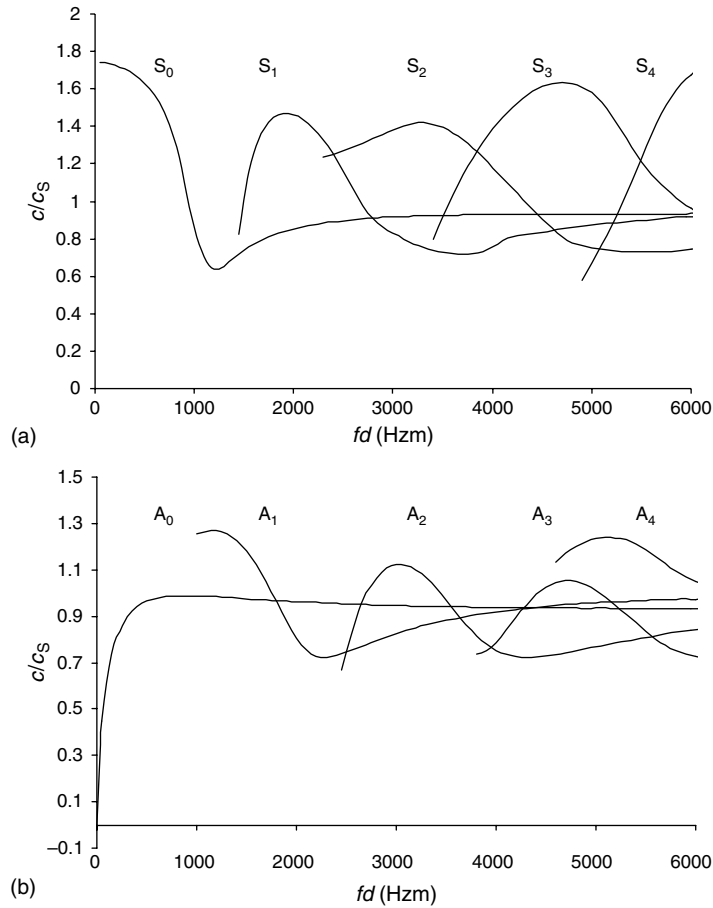 2
1.8
S₀ S₁ S₂ S₃ S₄
1.6
1.4
1.2
1
0.8
0.6
0.4
0.2
0
c/cS
0 1000 2000 3000 4000 5000 6000
(a)
fd (Hzm)
1.5
1.3
A₀ A₁ A₂ A₃ A₄
1.1
0.9
0.7
0.5
0.3
0.1
–0.1
c/cS
0 1000 2000 3000 4000 5000 6000
(b)
fd (Hzm)